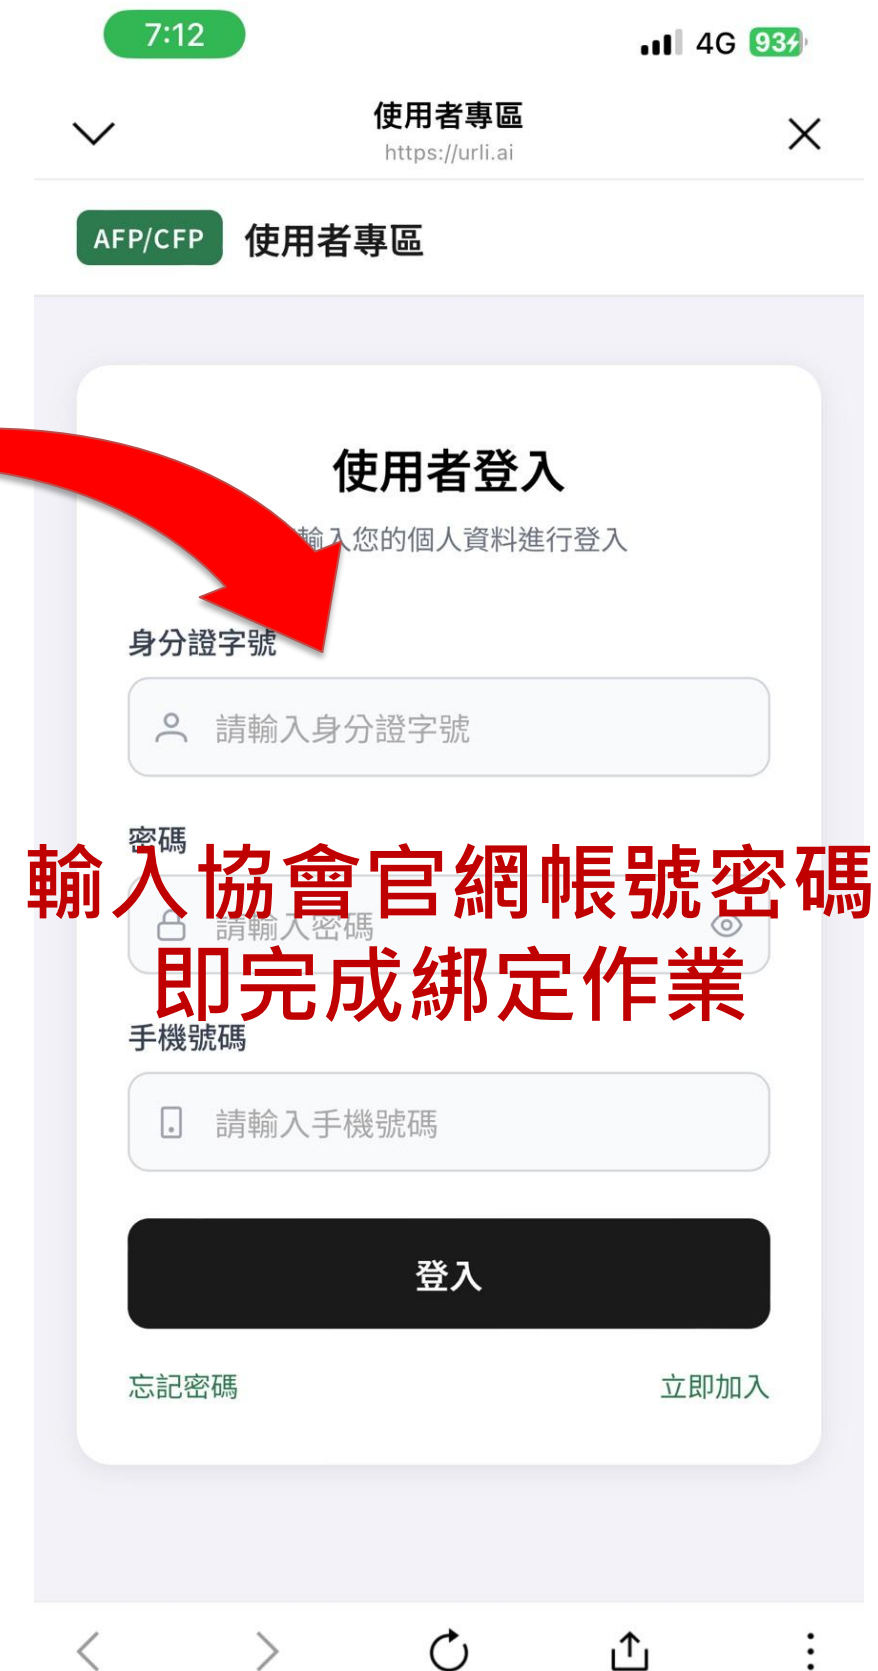 7:12
4G 93
使用者專區
https://urli.ai
AFP/CFP 使用者專區
使用者登入
輸入您的個人資料進行登入
身分證字號
請輸入身分證字號
密碼
輸入協會官網帳號密碼
請輸入密碼
即完成綁定作業
手機號碼
請輸入手機號碼
登入
忘記密碼
立即加入